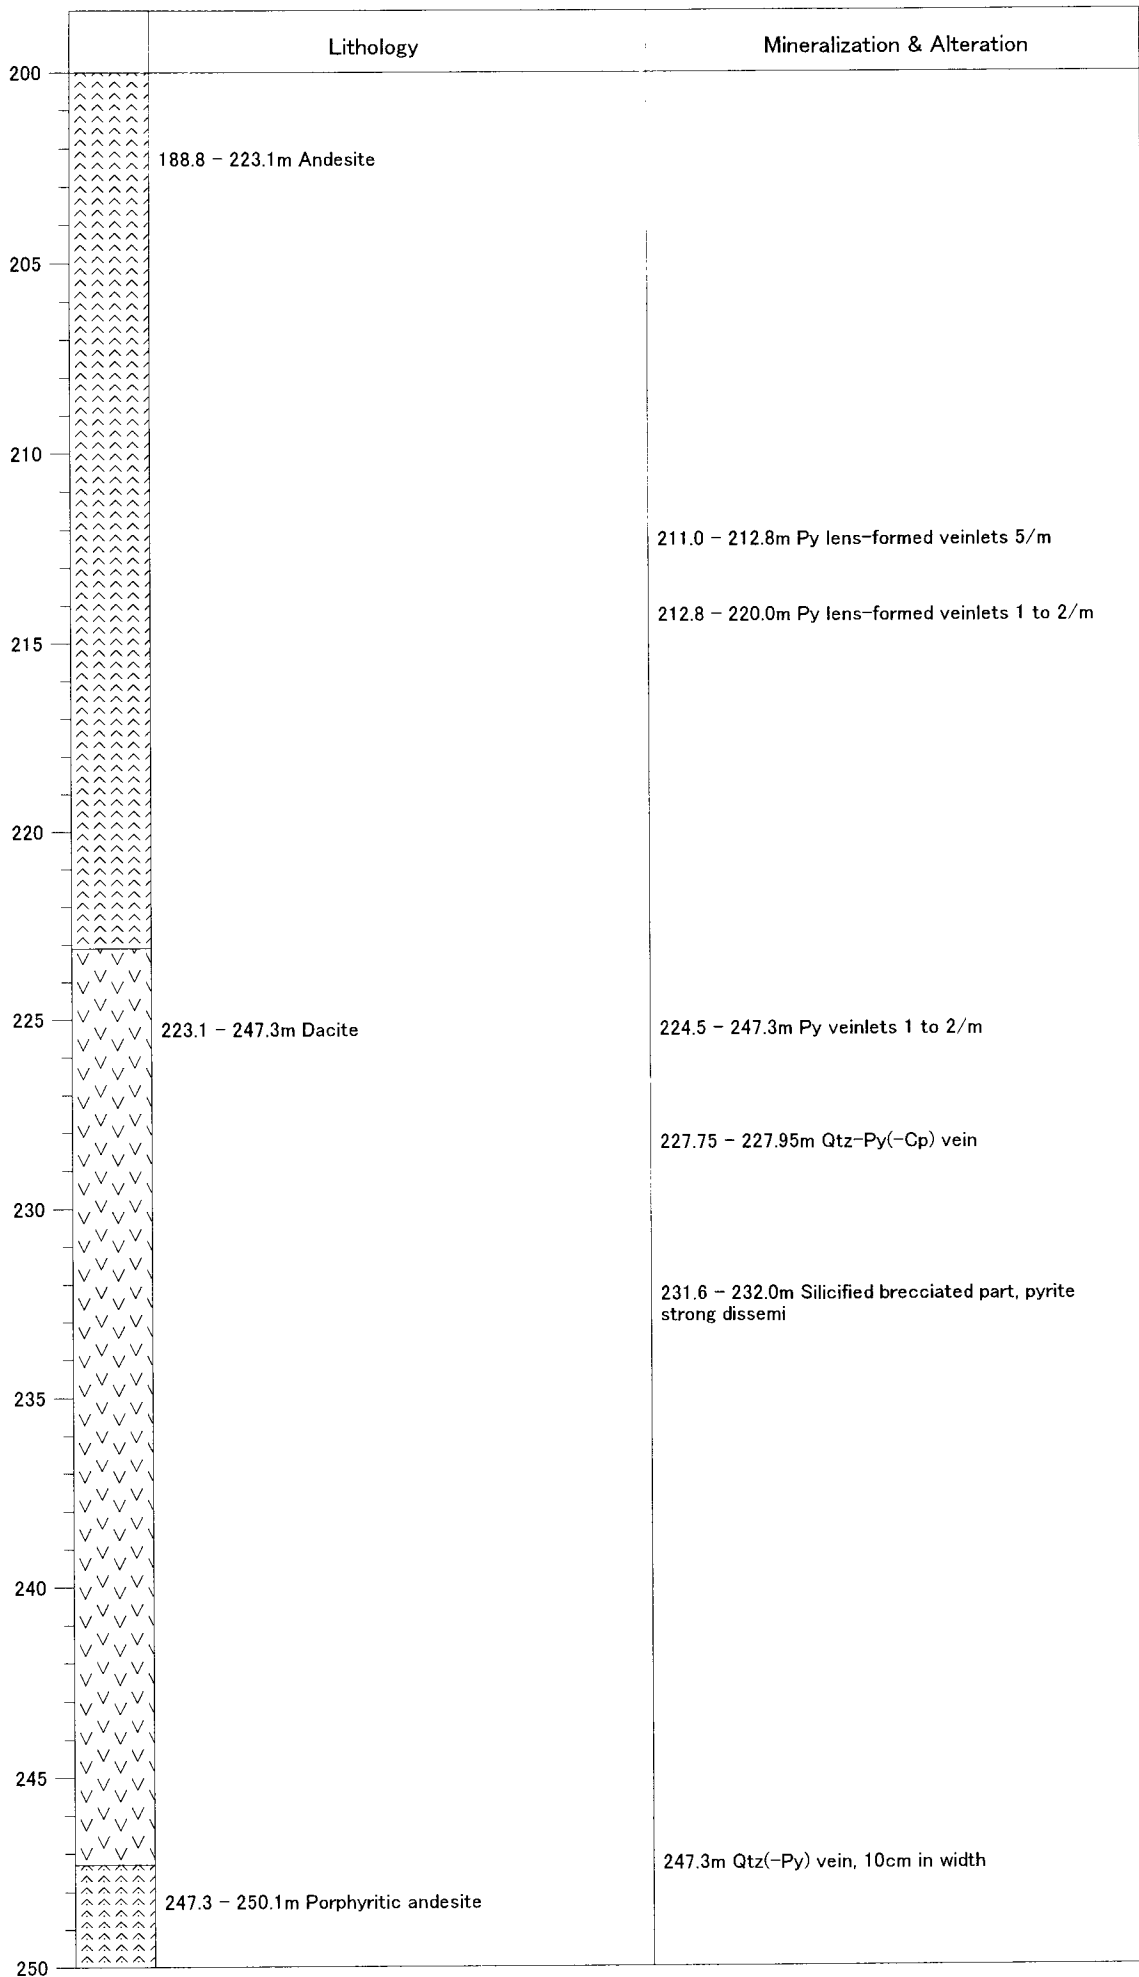 Lithology
Mineralization & Alteration
200
188.8 - 223.1m Andesite
205
210
211.0 - 212.8m Py lens-formed veinlets 5/m
212.8 - 220.0m Py lens-formed veinlets 1 to 2/m
215
220
225
223.1 - 247.3m Dacite
224.5 - 247.3m Py veinlets 1 to 2/m
227.75 - 227.95m Qtz-Py(-Cp) vein
230
231.6 - 232.0m Silicified brecciated part, pyrite
strong dissemi
235
240
245
247.3m Qtz(-Py) vein, 10cm in width
247.3 - 250.1m Porphyritic andesite
250